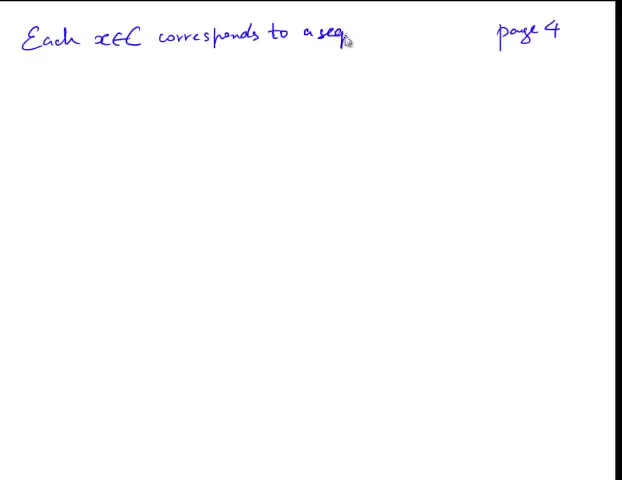 Each x∈C corresponds to a seq
page 4